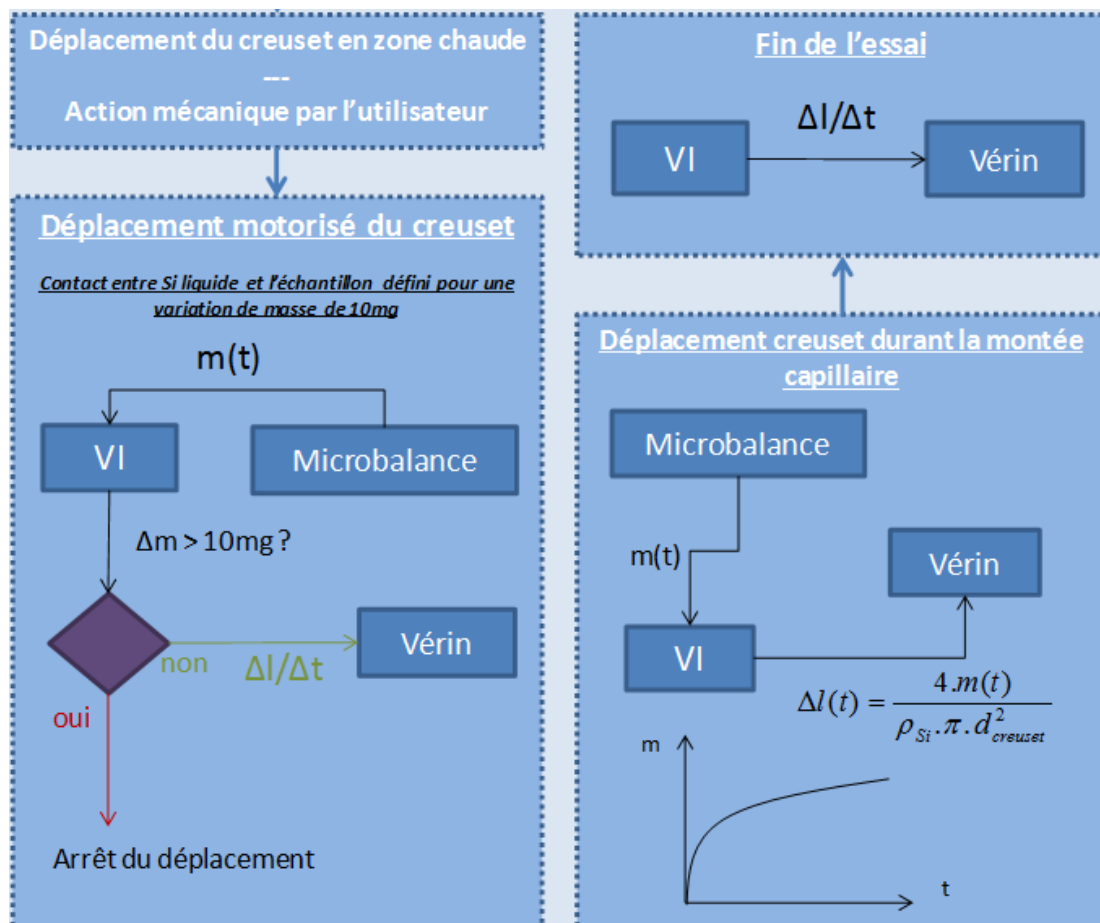 Déplacement du creuset en zone chaude
---
Action mécanique par l'utilisateur
Déplacement motorisé du creuset
Contact entre Si liquide et l'échantillon défini pour une
variation de masse de 10mg
m(t)
VI
Microbalance
Δm > 10mg ?
non
Δl/Δt
Vérin
oui
Arrêt du déplacement
Fin de l'essai
Δl/Δt
VI
Vérin
Déplacement creuset durant la montée
capillaire
Microbalance
m(t)
Vérin
VI
Δl(t) = 4.m(t) / ρ_Si.π.d²_creuset
m
t